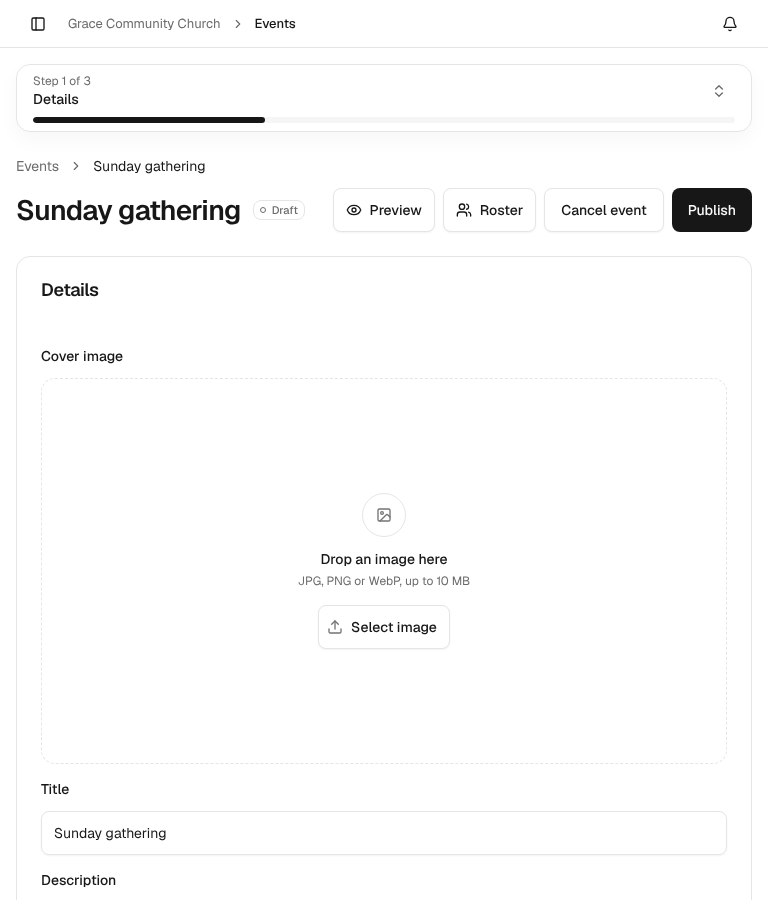 Grace Community Church > Events
Step 1 of 3
Details
Events > Sunday gathering
Sunday gathering
Draft
Preview
Roster
Cancel event
Publish
Details
Cover image
Drop an image here
JPG, PNG or WebP, up to 10 MB
Select image
Title
Sunday gathering
Description